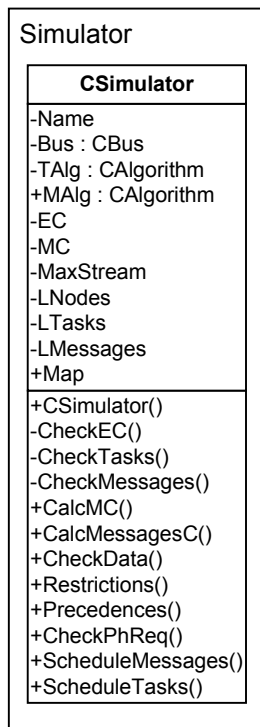 Simulator
CSimulator
-Name
-Bus : CBus
-TAlg : CAlgorithm
+MAlg : CAlgorithm
-EC
-MC
-MaxStream
-LNodes
-LTasks
-LMessages
+Map
+CSimulator()
-CheckEC()
-CheckTasks()
-CheckMessages()
+CalcMC()
+CalcMessagesC()
+CheckData()
+Restrictions()
+Precedences()
+CheckPhReq()
+ScheduleMessages()
+ScheduleTasks()